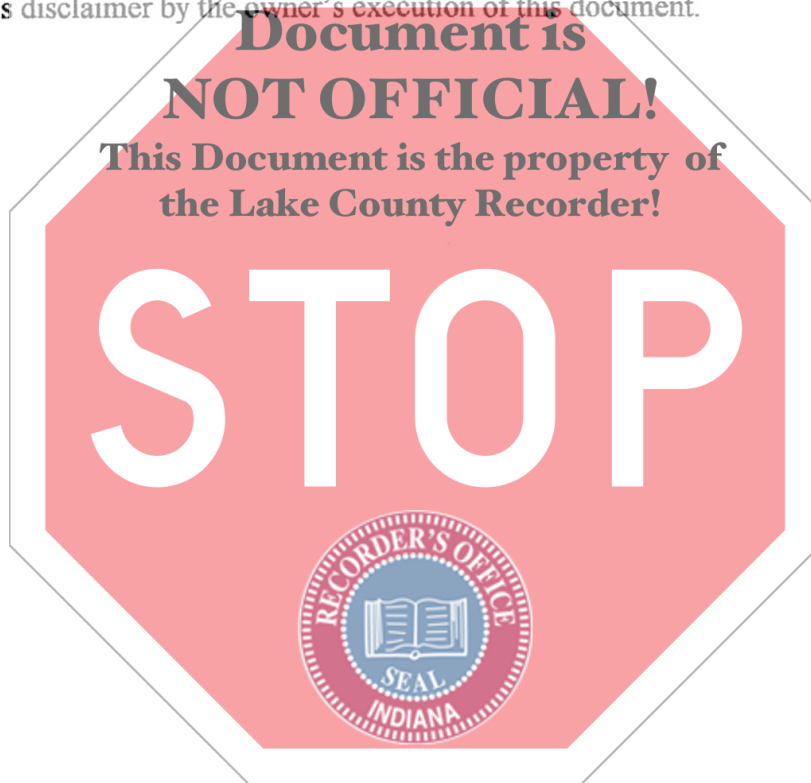 s disclaimer by the owner's execution of this document.
Document is
NOT OFFICIAL!
This Document is the property of
the Lake County Recorder!
STOP
RECORDER'S OFFICE
SEAL
INDIANA